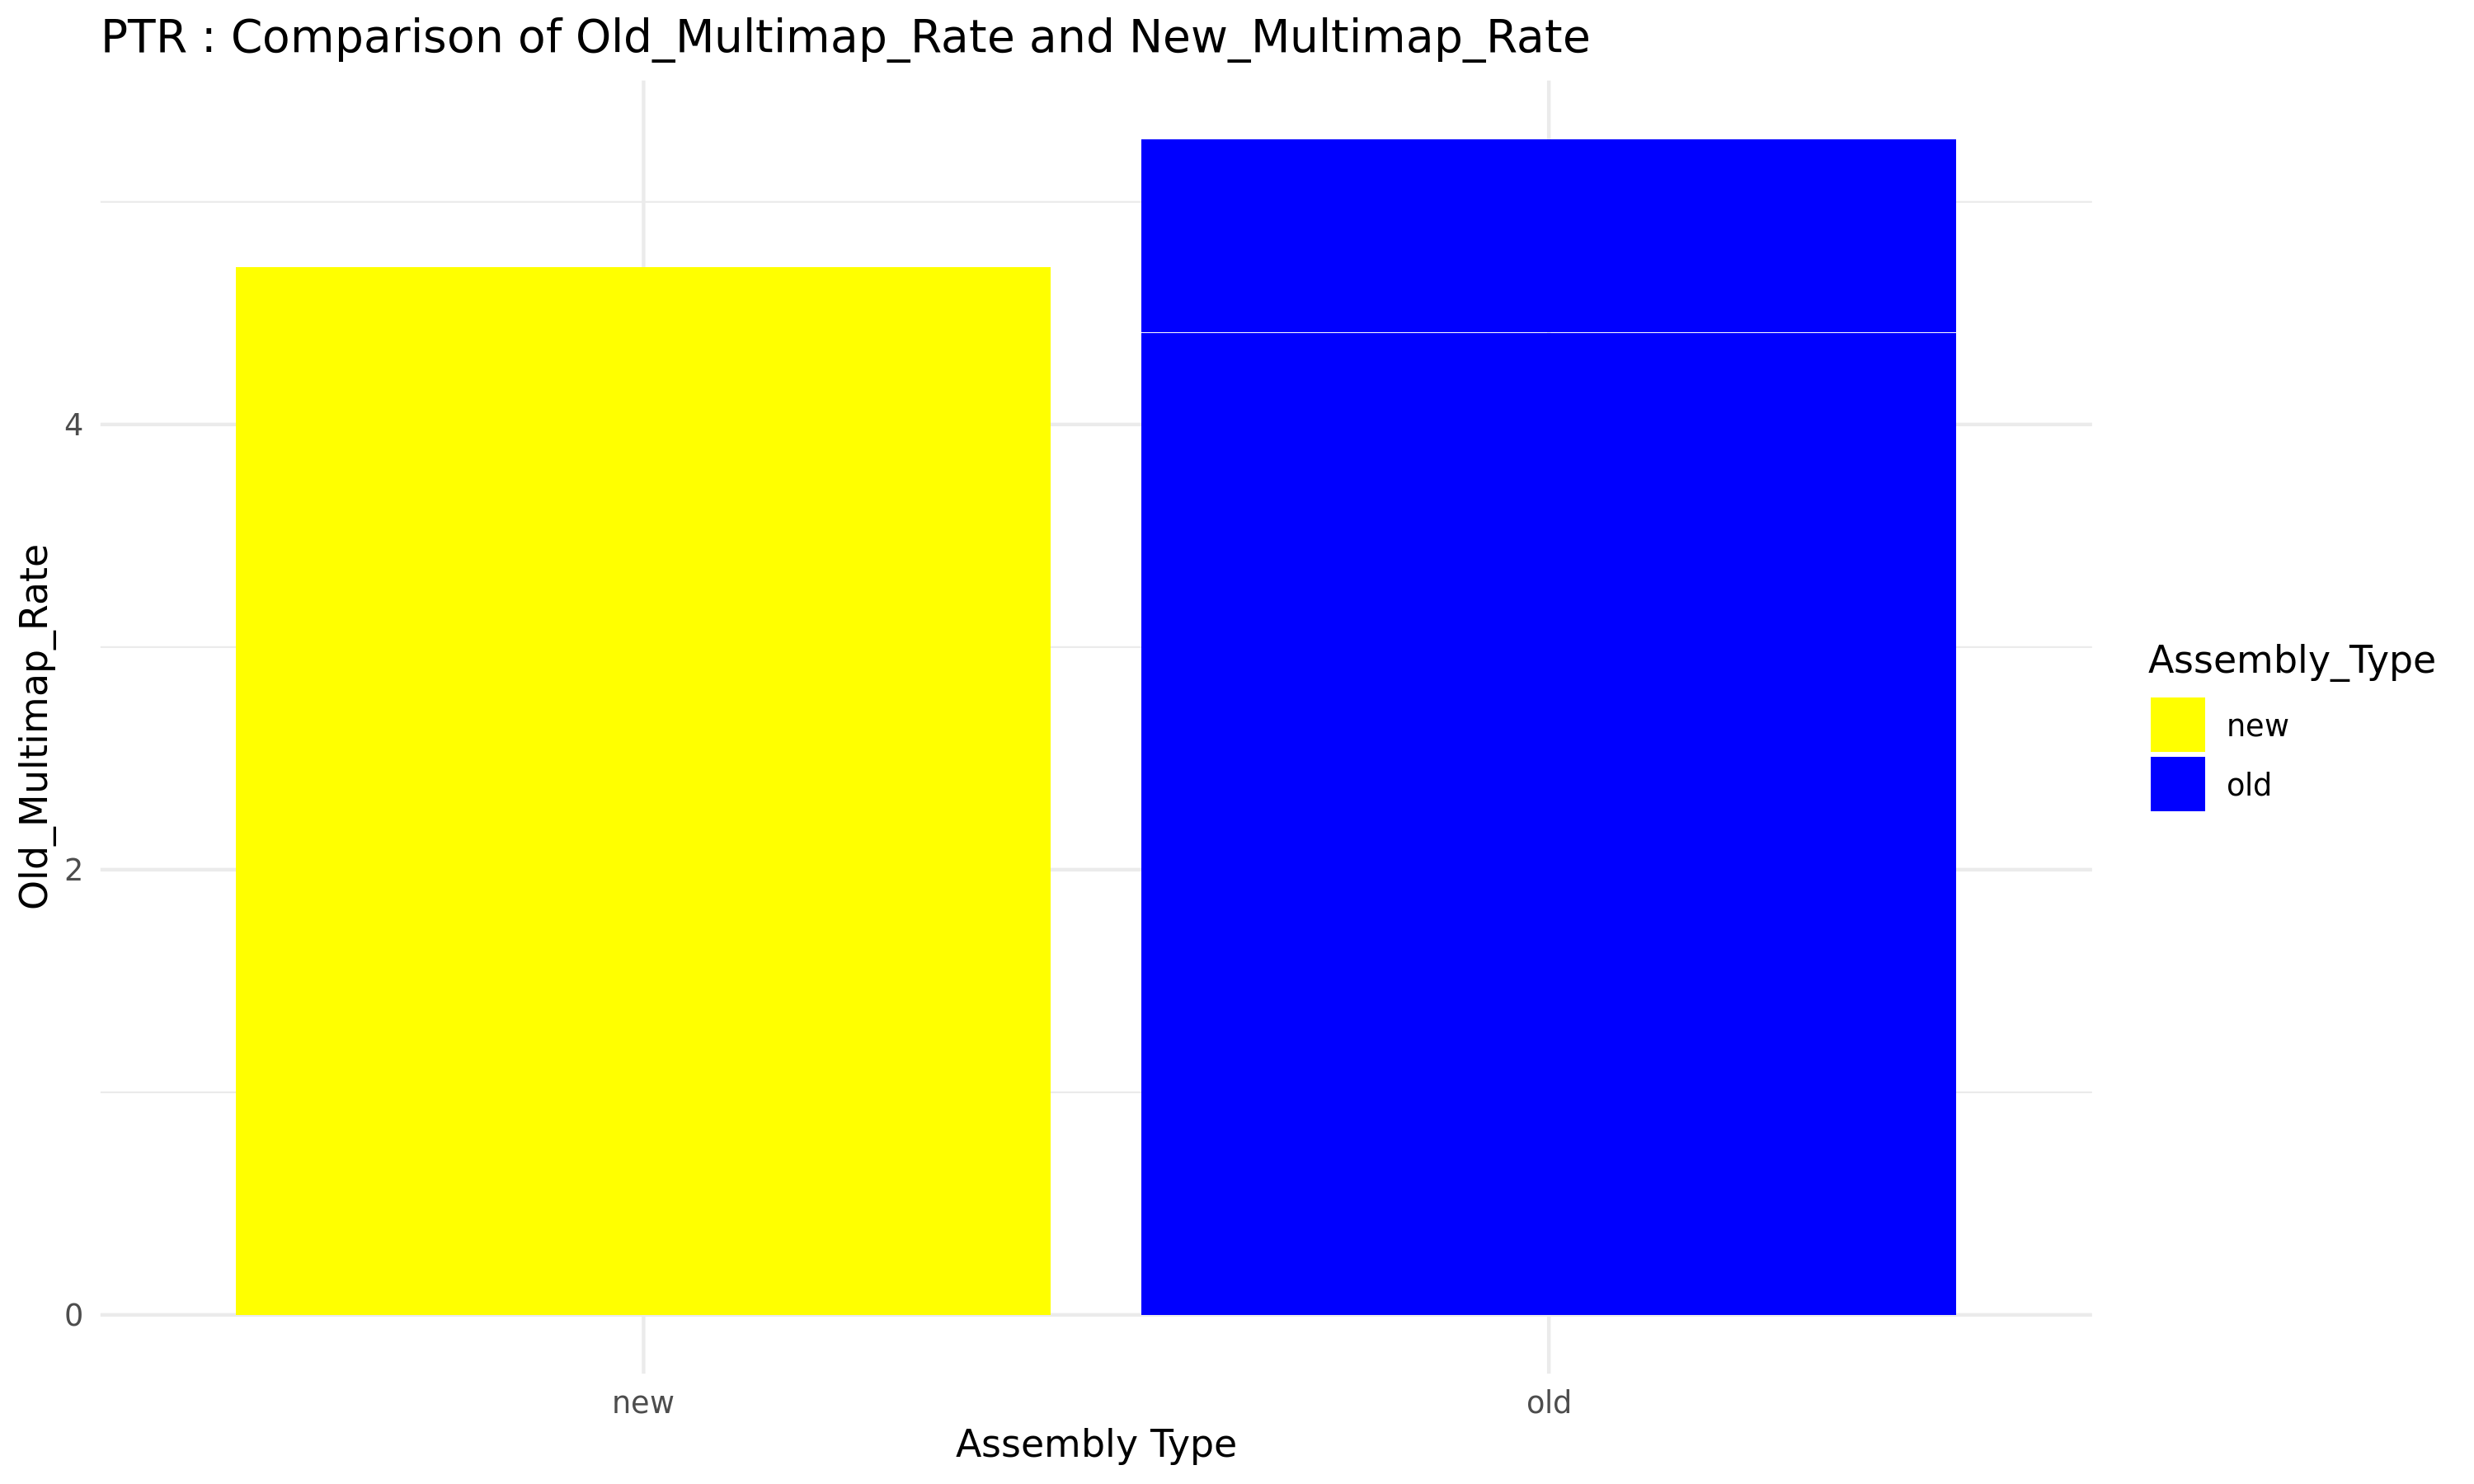 PTR : Comparison of Old_Multimap_Rate and New_Multimap_Rate
Old_Multimap_Rate
4
2
0
new
old
Assembly Type
Assembly_Type
new
old